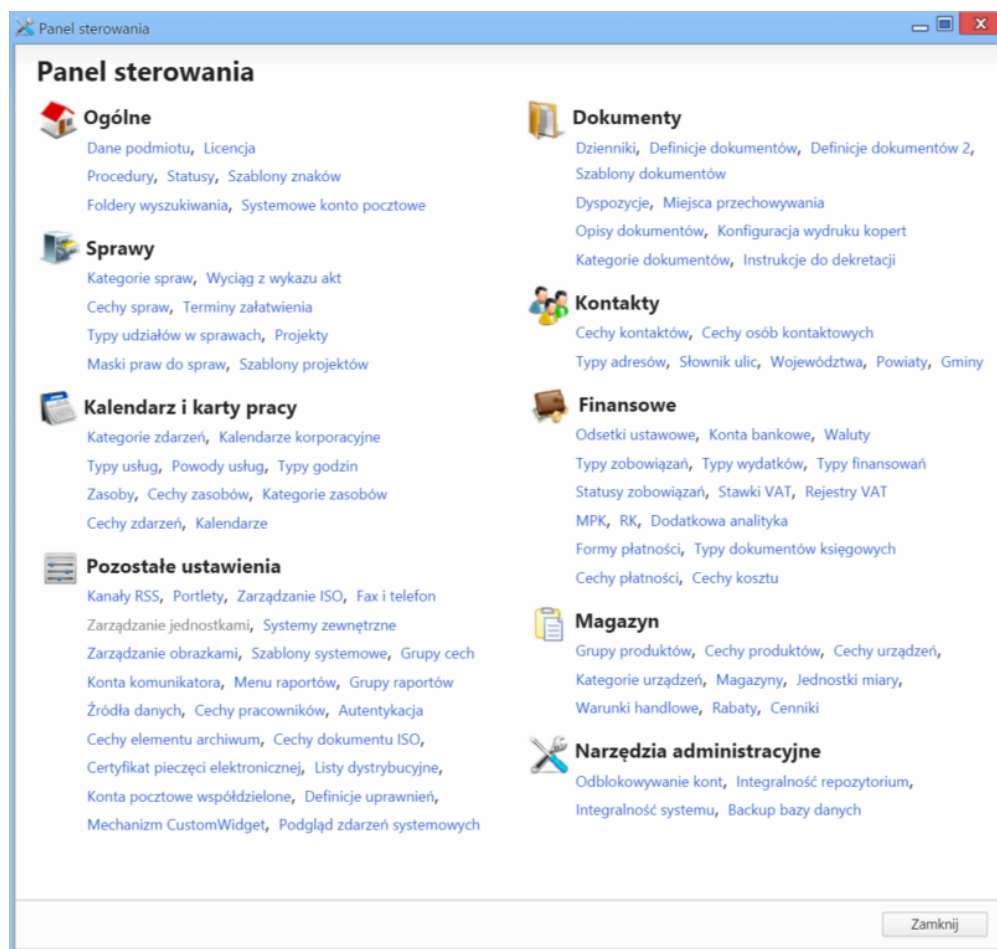 Panel sterowania
Panel sterowania
Ogólne
Dane podmiotu, Licencja
Procedury, Statusy, Szablony znaków
Foldery wyszukiwania, Systemowe konto pocztowe
Sprawy
Kategorie spraw, Wyciąg z wykazu akt
Cechy spraw, Terminy załatwienia
Typy udziałów w sprawach, Projekty
Maski praw do spraw, Szablony projektów
Kalendarz i karty pracy
Kategorie zdarzeń, Kalendarze korporacyjne
Typy usług, Powody usług, Typy godzin
Zasoby, Cechy zasobów, Kategorie zasobów
Cechy zdarzeń, Kalendarze
Pozostałe ustawienia
Kanały RSS, Portlety, Zarządzanie ISO, Fax i telefon
Zarządzanie jednostkami, Systemy zewnętrzne
Zarządzanie obrazkami, Szablony systemowe, Grupy cech
Konta komunikatora, Menu raportów, Grupy raportów
Źródła danych, Cechy pracowników, Autentykacja
Cechy elementu archiwum, Cechy dokumentu ISO,
Certyfikat pieczęci elektronicznej, Listy dystrybucyjne,
Konta pocztowe współdzielone, Definicje uprawnień,
Mechanizm CustomWidget, Podgląd zdarzeń systemowych
Dokumenty
Dzienniki, Definicje dokumentów, Definicje dokumentów 2,
Szablony dokumentów
Dyspozycje, Miejsca przechowywania
Opisy dokumentów, Konfiguracja wydruku kopert
Kategorie dokumentów, Instrukcje do dekretacji
Kontakty
Cechy kontaktów, Cechy osób kontaktowych
Typy adresów, Słownik ulic, Województwa, Powiaty, Gminy
Finansowe
Odsetki ustawowe, Konta bankowe, Waluty
Typy zobowiązań, Typy wydatków, Typy finansowań
Statusy zobowiązań, Stawki VAT, Rejestry VAT
MPK, RK, Dodatkowa analityka
Formy płatności, Typy dokumentów księgowych
Cechy płatności, Cechy kosztu
Magazyn
Grupy produktów, Cechy produktów, Cechy urządzeń,
Kategorie urządzeń, Magazyny, Jednostki miary,
Warunki handlowe, Rabaty, Cenniki
Narzędzia administracyjne
Odblokowywanie kont, Integralność repozytorium,
Integralność systemu, Backup bazy danych
Zamknij